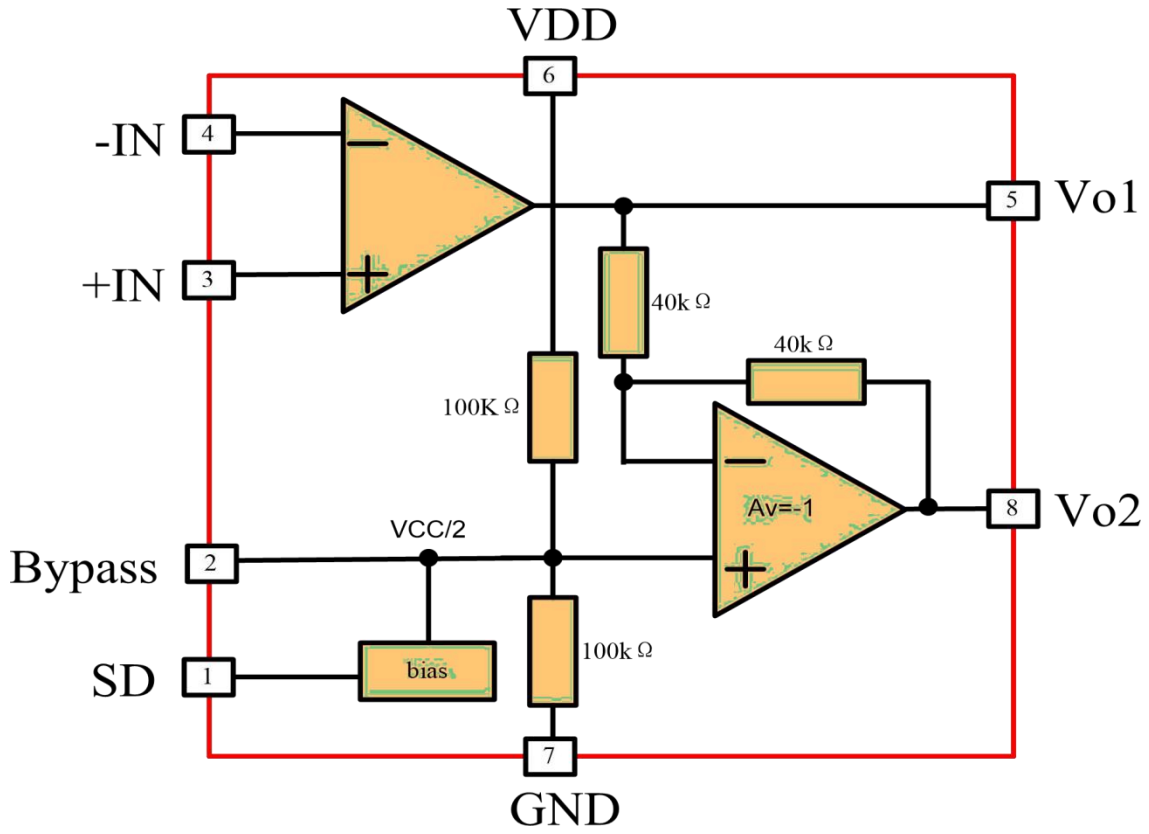 VDD
6
-IN
4
5
Vo1
+IN
3
40k Ω
40k Ω
100K Ω
Av=-1
8
Vo2
VCC/2
Bypass
2
SD
1
bias
100k Ω
7
GND